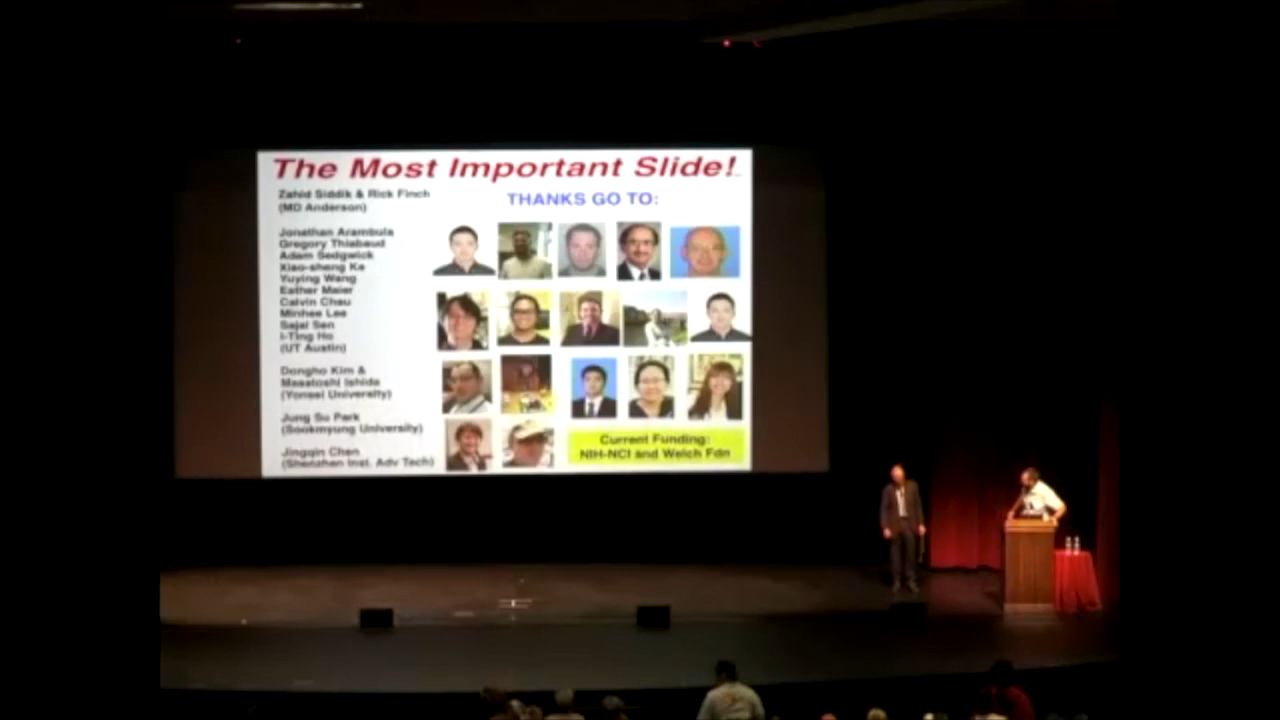 The Most Important Slide!
Zahid Siddik & Rick Finch
(MD Anderson)
THANKS GO TO:
Jonathan Arambula
Gregory Thiabaud
Adam Sedgwick
Xiao-sheng Ke
Yuying Wang
Esther Maier
Calvin Chau
Minhee Lee
Sajal Sen
I-Ting Ho
(UT Austin)
Dongho Kim &
Masatoshi Ishida
(Yonsei University)
Jung Su Park
(Sookmyung University)
Jingqin Chen
(Shenzhen Inst. Adv Tech)
Current Funding:
NIH-NCI and Welch Fdn